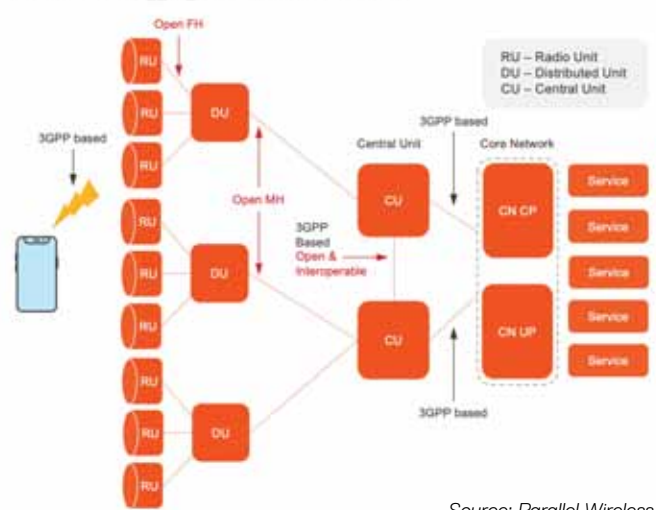 Open FH
RU
RU
RU
DU
RU – Radio Unit
DU – Distributed Unit
CU – Central Unit
3GPP based
3GPP based
Central Unit
Core Network
CU
CN CP
Service
Service
Service
Service
Service
Open MH
3GPP
Based
Open &
Interoperable
RU
RU
RU
DU
CU
CN UP
3GPP based
RU
RU
RU
DU
Source: Parallel Wireless